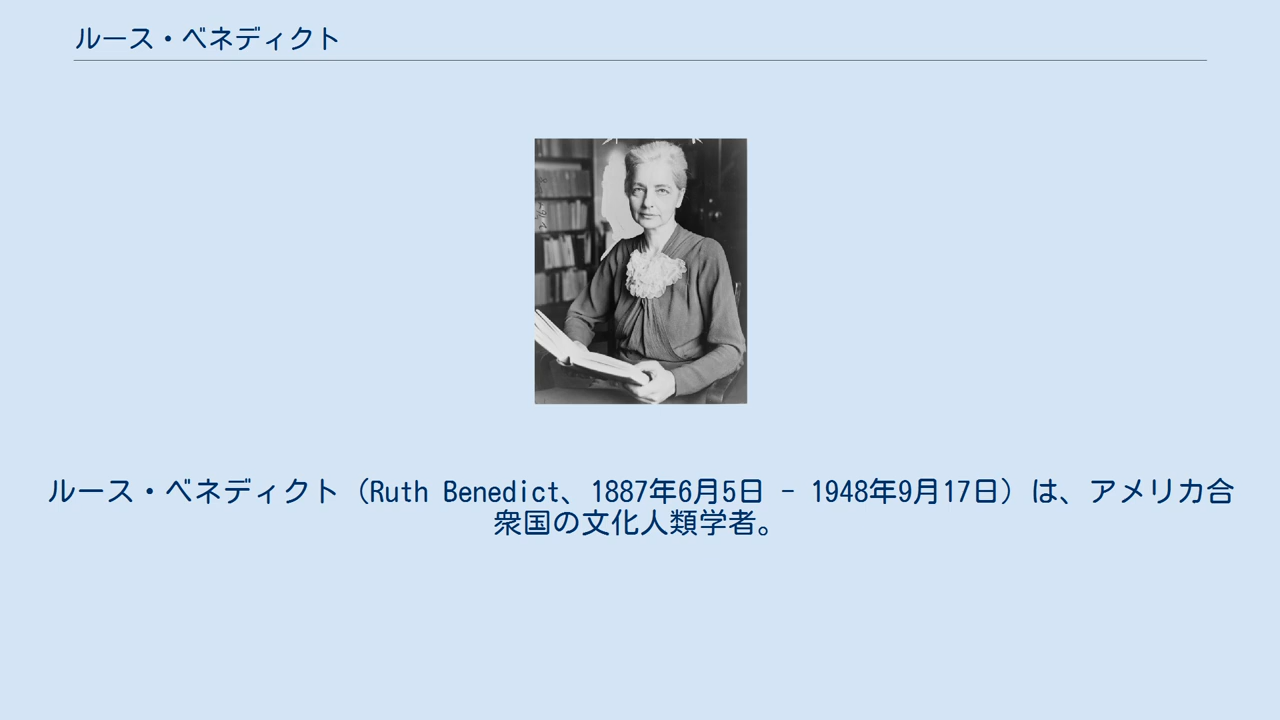 ルース・ベネディクト
ルース・ベネディクト（Ruth Benedict、1887年6月5日 - 1948年9月17日）は、アメリカ合
衆国の文化人類学者。